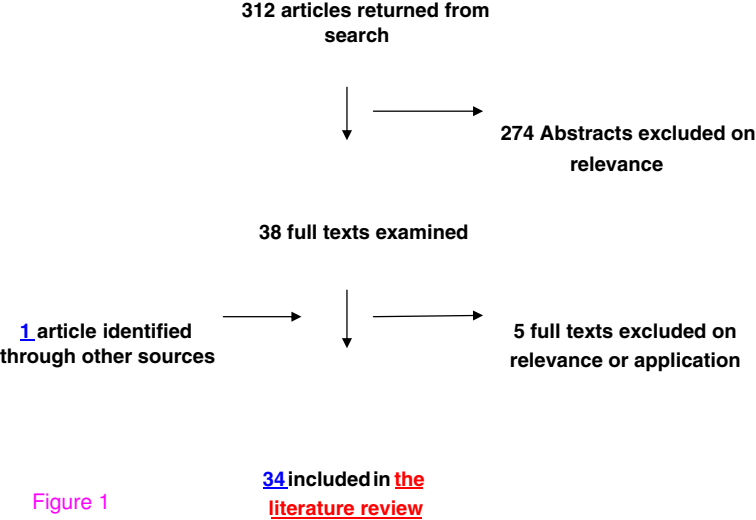 312 articles returned from
search
274 Abstracts excluded on
relevance
38 full texts examined
1 article identified
through other sources
5 full texts excluded on
relevance or application
34 included in the
literature review
Figure 1